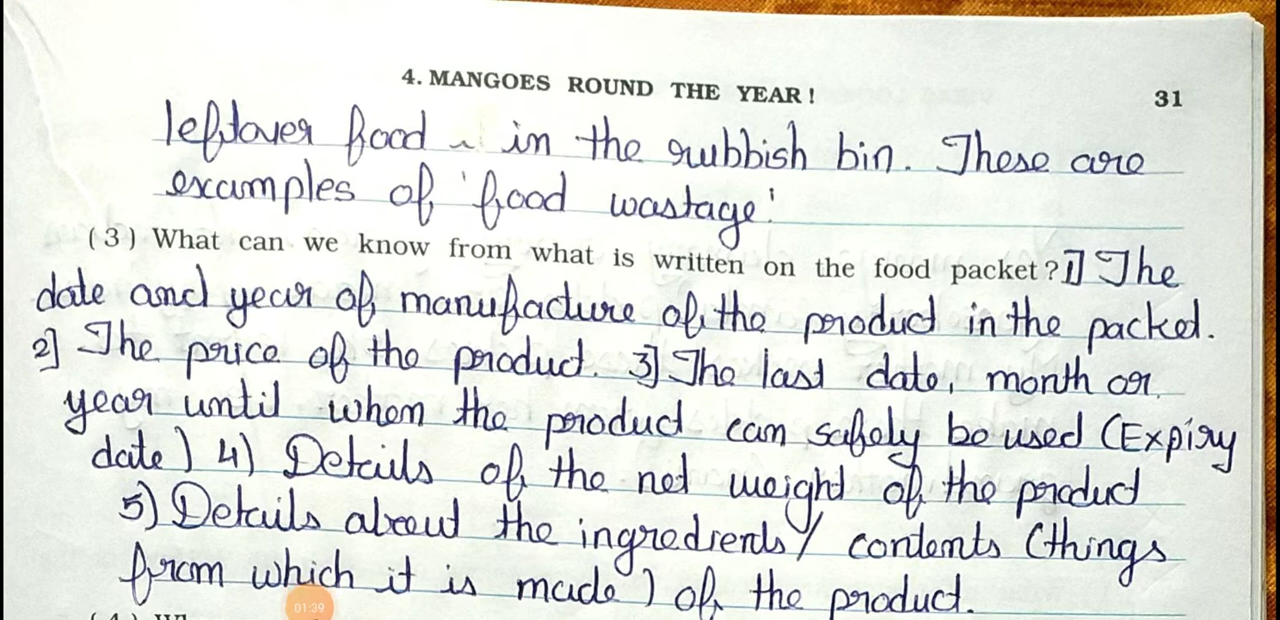 4. MANGOES ROUND THE YEAR!
31
leftover food in the rubbish bin. These are
examples of 'food wastage'
(3) What can we know from what is written on the food packet? 1] The
date and year of manufacture of the product in the packet.
2] The price of the product. 3] The last date, month or
year until when the product can safely be used (Expiry
date) 4) Details of the net weight of the product
5) Details about the ingredients/ contents (things
from which it is made) of the product.
01:39